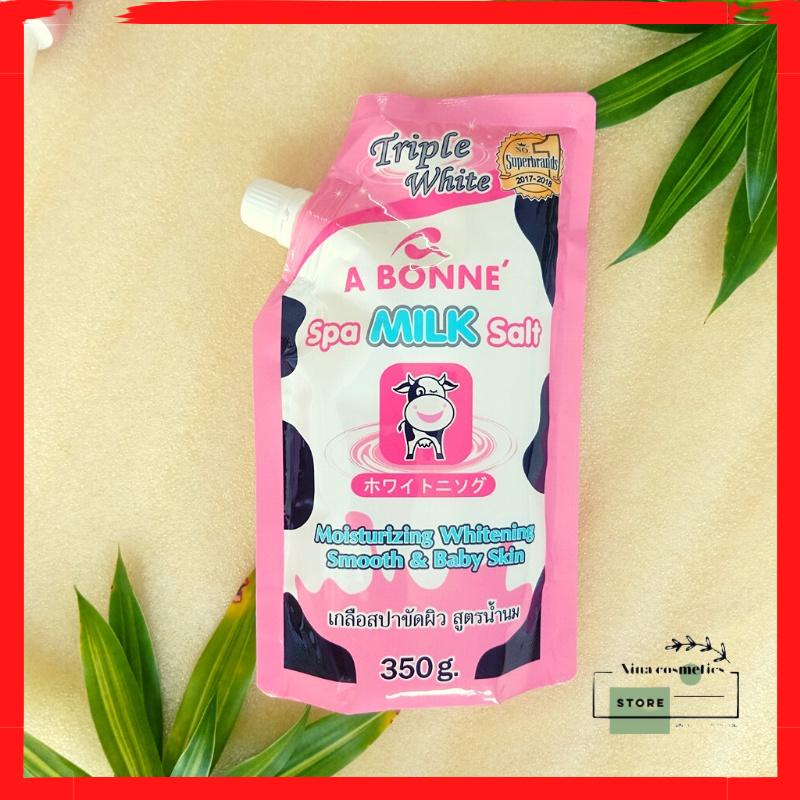 Triple
White
NO. 1
Superbrands
2017-2018
A BONNE´
Spa MILK Salt
ホワイトニソグ
Moisturizing Whitening
Smooth & Baby Skin
เกลือสปาขัดผิว สูตรน้ำนม
350 g.
Nina cosmetics
STORE